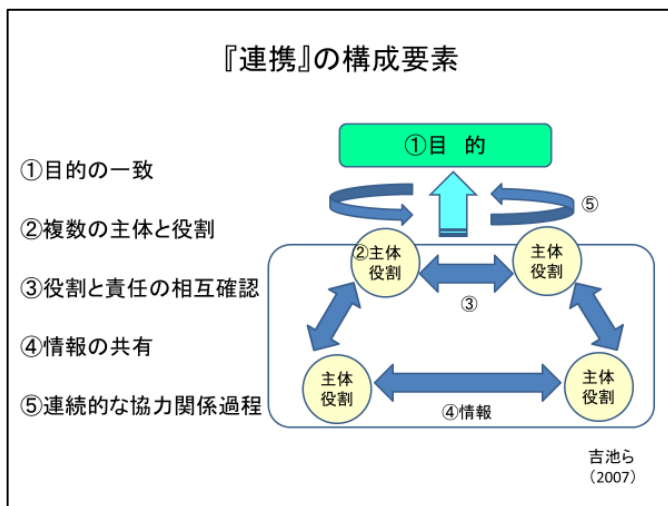 『連携』の構成要素
①目的の一致
②複数の主体と役割
③役割と責任の相互確認
④情報の共有
⑤連続的な協力関係過程
①目　的
⑤
②主体
役割
主体
役割
③
主体
役割
主体
役割
④情報
吉池ら
（2007）